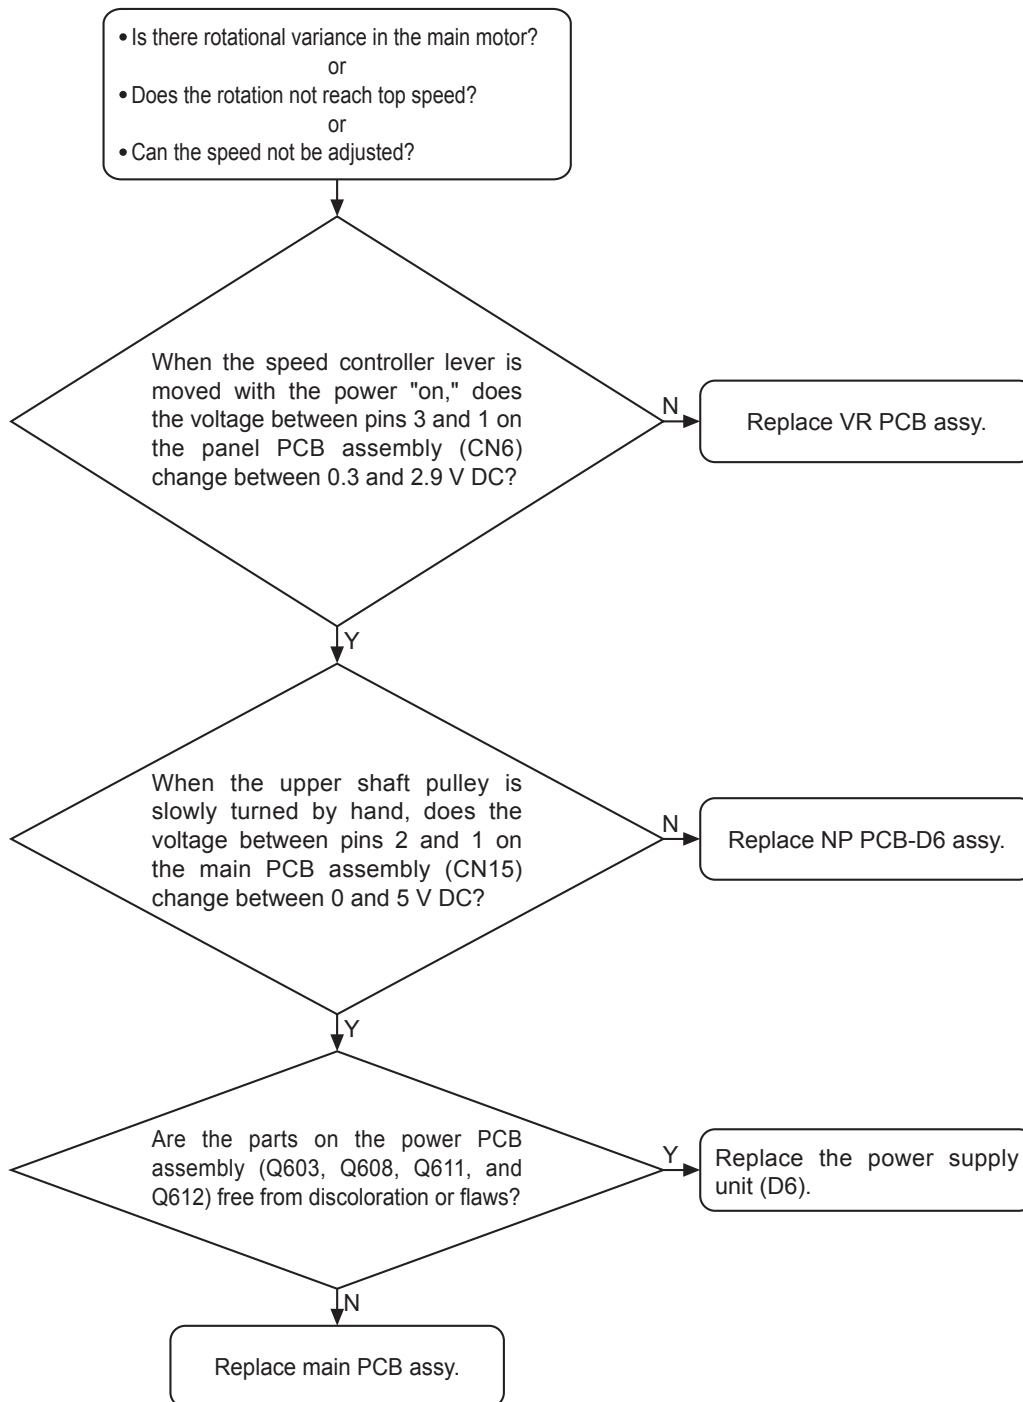 • Is there rotational variance in the main motor?
or
• Does the rotation not reach top speed?
or
• Can the speed not be adjusted?
When the speed controller lever is
moved with the power "on," does
the voltage between pins 3 and 1 on
the panel PCB assembly (CN6)
change between 0.3 and 2.9 V DC?
N
Replace VR PCB assy.
Y
When the upper shaft pulley is
slowly turned by hand, does the
voltage between pins 2 and 1 on
the main PCB assembly (CN15)
change between 0 and 5 V DC?
N
Replace NP PCB-D6 assy.
Y
Are the parts on the power PCB
assembly (Q603, Q608, Q611, and
Q612) free from discoloration or flaws?
Y
Replace the power supply
unit (D6).
N
Replace main PCB assy.